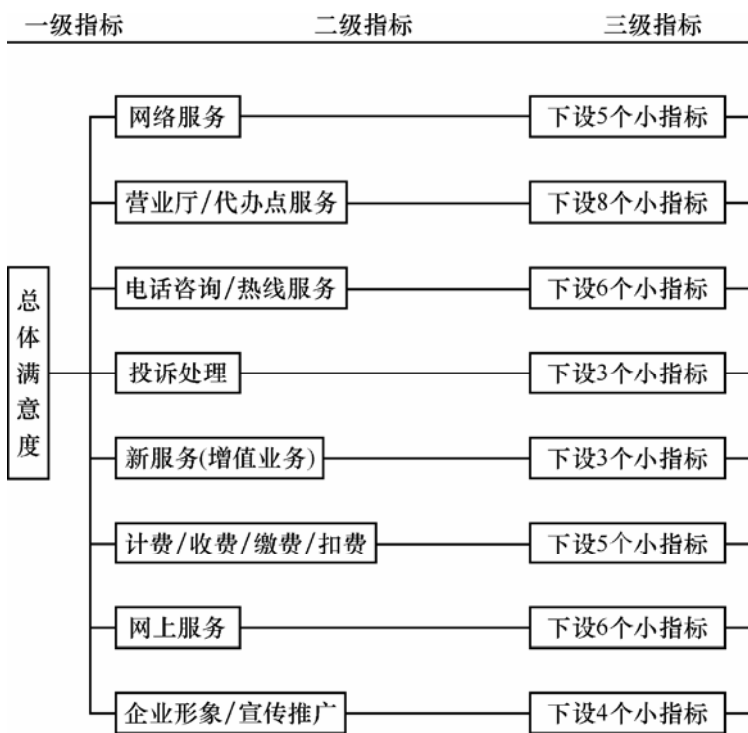 一级指标 二级指标 三级指标
网络服务 下设5个小指标
营业厅/代办点服务 下设8个小指标
电话咨询/热线服务 下设6个小指标
总体满意度
投诉处理 下设3个小指标
新服务(增值业务) 下设3个小指标
计费/收费/缴费/扣费 下设5个小指标
网上服务 下设6个小指标
企业形象/宣传推广 下设4个小指标